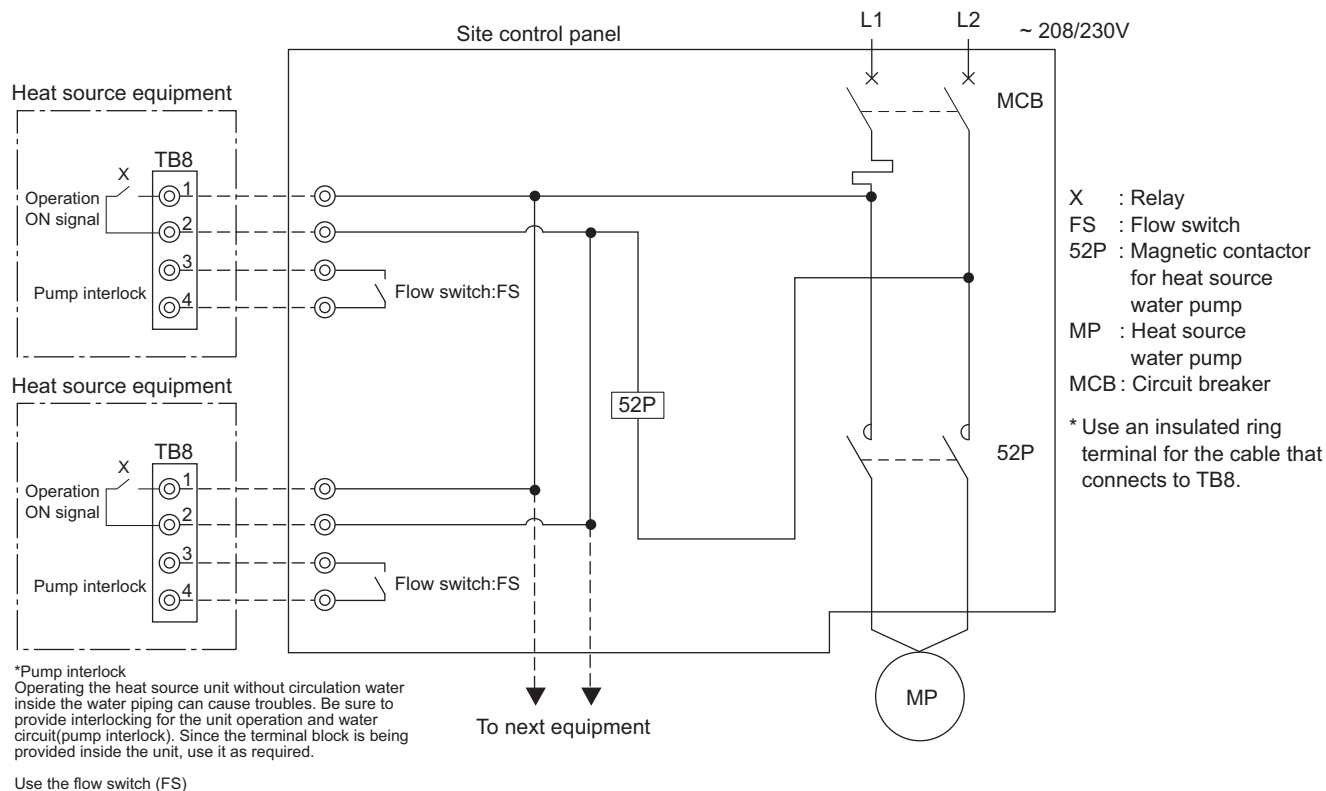 Site control panel
L1
L2
~ 208/230V
MCB
Heat source equipment
TB8
X
Operation
ON signal
1
2
3
4
Pump interlock
Flow switch:FS
52P
Heat source equipment
TB8
X
Operation
ON signal
1
2
3
4
Pump interlock
Flow switch:FS
52P
MP
To next equipment
X : Relay
FS : Flow switch
52P : Magnetic contactor
for heat source
water pump
MP : Heat source
water pump
MCB : Circuit breaker
* Use an insulated ring
terminal for the cable that
connects to TB8.
*Pump interlock
Operating the heat source unit without circulation water
inside the water piping can cause troubles. Be sure to
provide interlocking for the unit operation and water
circuit(pump interlock). Since the terminal block is being
provided inside the unit, use it as required.
Use the flow switch (FS)